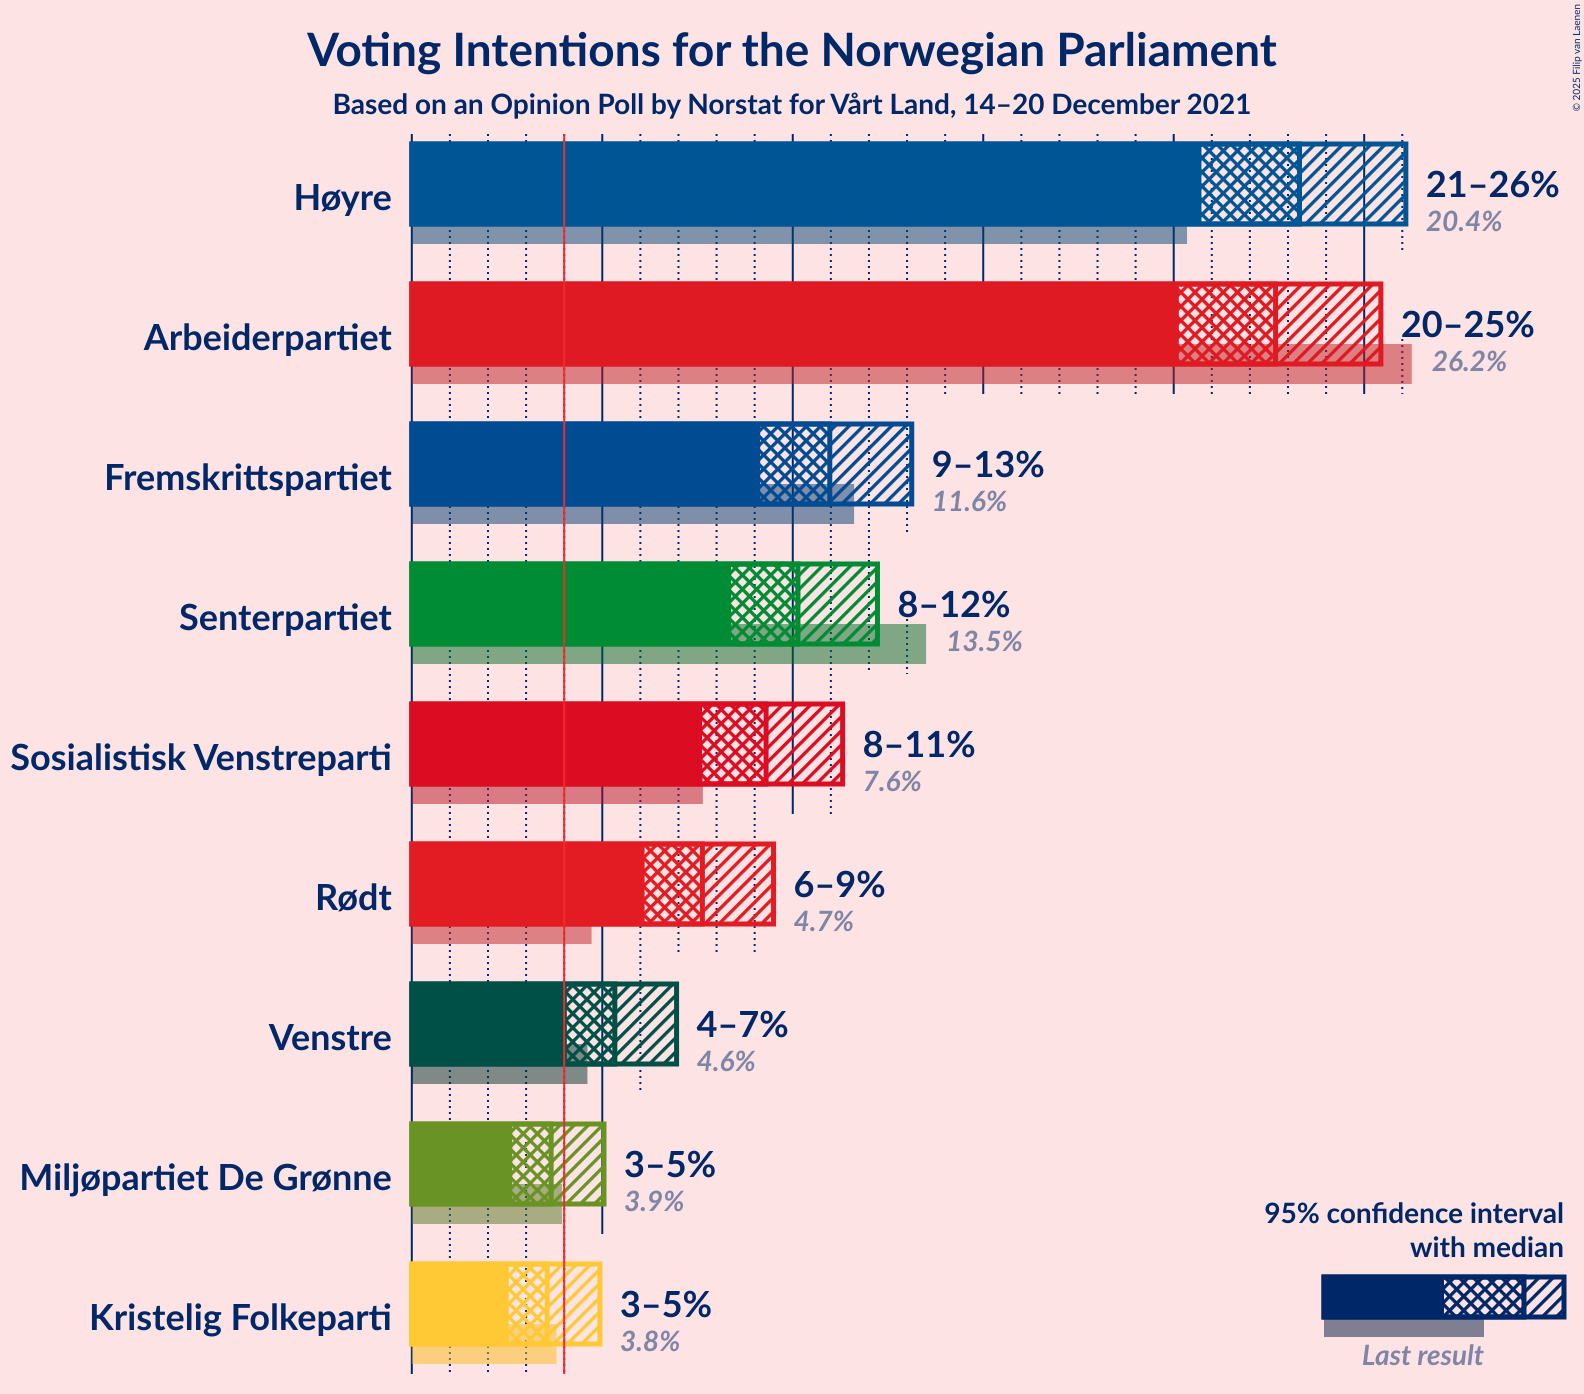 Voting Intentions for the Norwegian Parliament
Based on an Opinion Poll by Norstat for Vårt Land, 14–20 December 2021
© 2025 Filip van Laenen
Høyre
21–26%
20.4%
Arbeiderpartiet
20–25%
26.2%
Fremskrittspartiet
9–13%
11.6%
Senterpartiet
8–12%
13.5%
Sosialistisk Venstreparti
8–11%
7.6%
Rødt
6–9%
4.7%
Venstre
4–7%
4.6%
Miljøpartiet De Grønne
3–5%
3.9%
Kristelig Folkeparti
3–5%
3.8%
95% confidence interval
with median
Last result